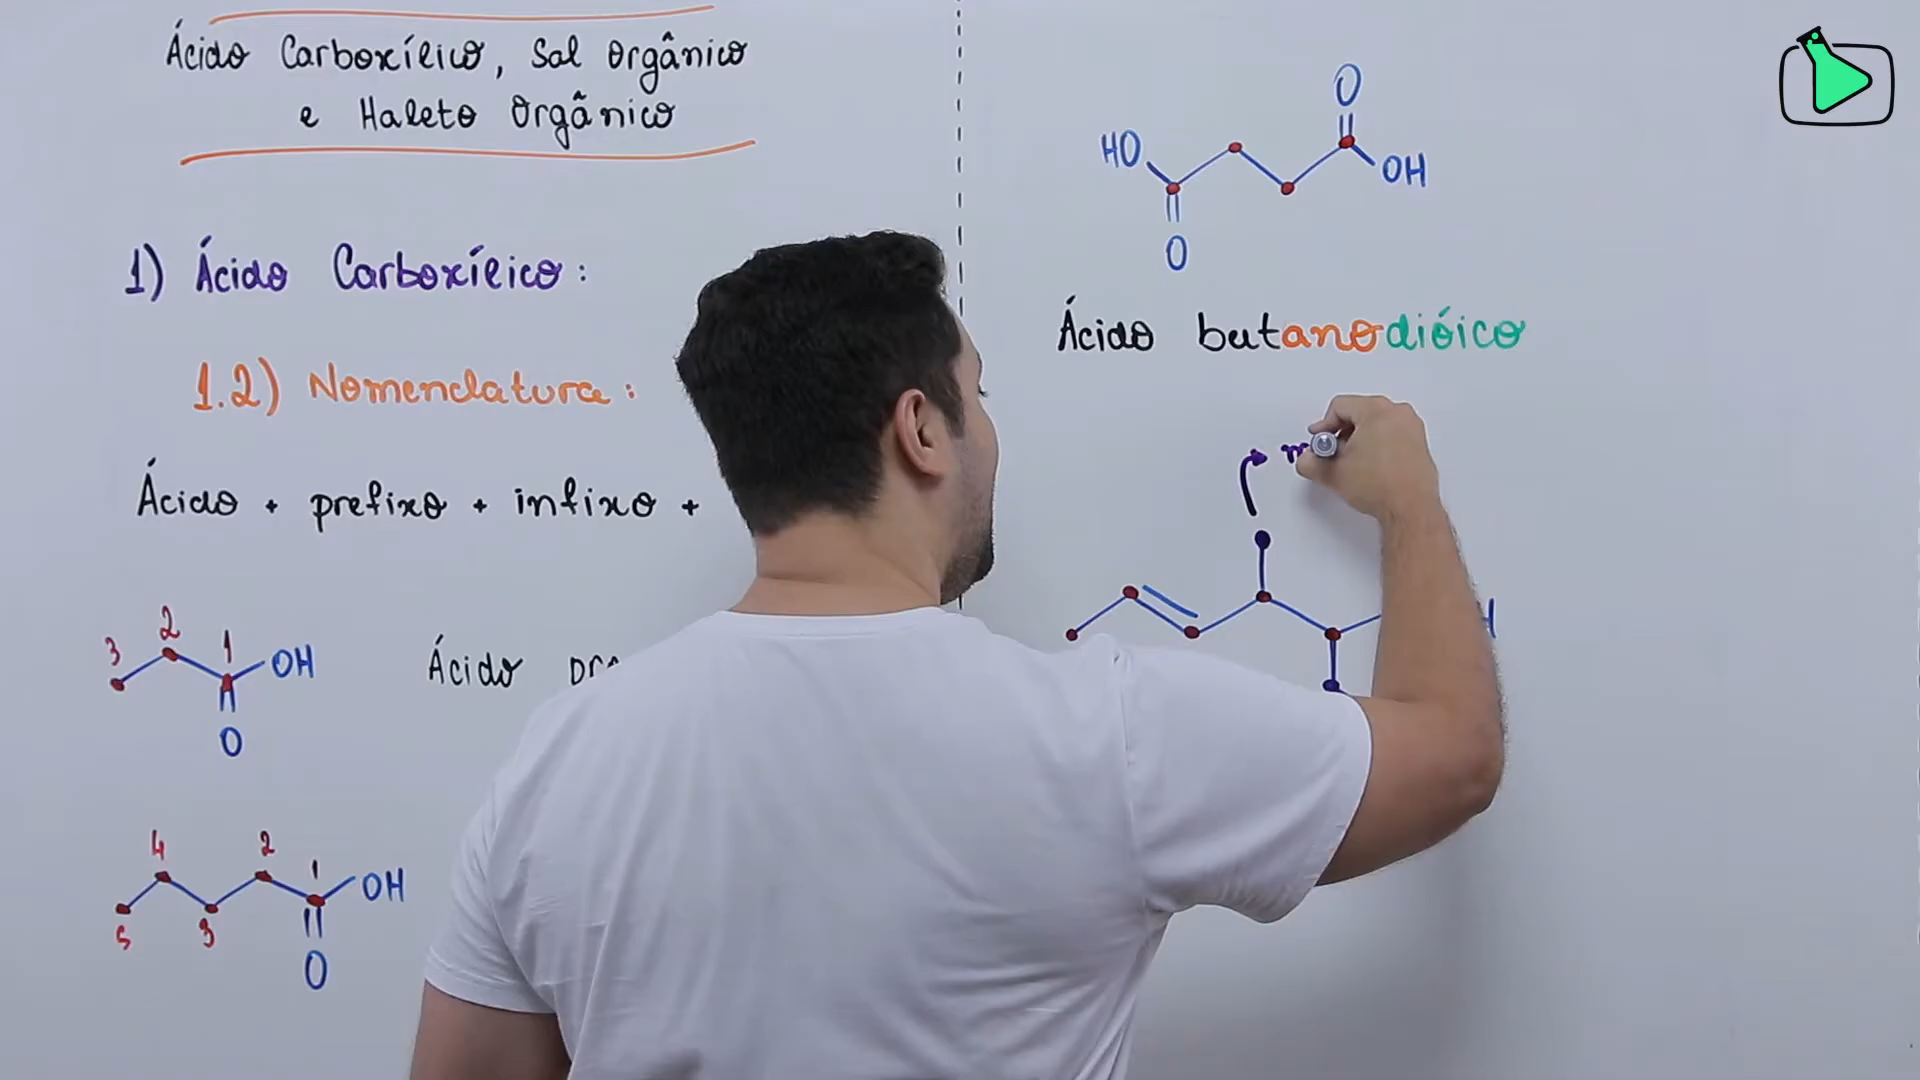 Ácido Carboxílico, Sal Orgânico
e Haleto Orgânico
1) Ácido Carboxílico:
1.2) Nomenclatura:
Ácido + prefixo + infixo +
3 2 1 OH
O
Ácido
4 2 1 OH
5 3
O
O
HO OH
O
Ácido butanodióico